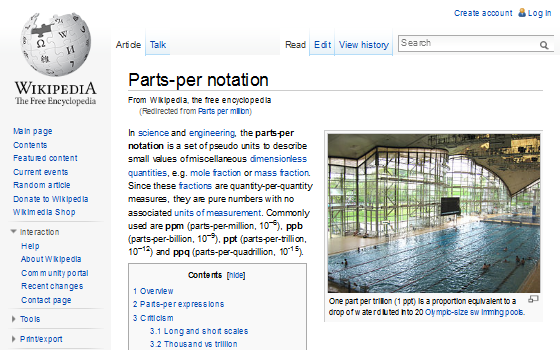 Create account Log in
WIKIPEDIA
The Free Encyclopedia
Article Talk Read Edit View history Search
Parts-per notation
From Wikipedia, the free encyclopedia
(Redirected from Parts per million)
Main page
Contents
Featured content
Current events
Random article
Donate to Wikipedia
Wikimedia Shop
Interaction
Help
About Wikipedia
Community portal
Recent changes
Contact page
Tools
Print/export
In science and engineering, the parts-per
notation is a set of pseudo units to describe
small values of miscellaneous dimensionless
quantities, e.g. mole fraction or mass fraction.
Since these fractions are quantity-per-quantity
measures, they are pure numbers with no
associated units of measurement. Commonly
used are ppm (parts-per-million, 10–6), ppb
(parts-per-billion, 10–9), ppt (parts-per-trillion,
10–12) and ppq (parts-per-quadrillion, 10-15).
Contents [hide]
1 Overview
2 Parts-per expressions
3 Criticism
3.1 Long and short scales
3.2 Thousand vs trillion
One part per trillion (1 ppt) is a proportion equivalent to a
drop of water diluted into 20 Olympic-size swimming pools.